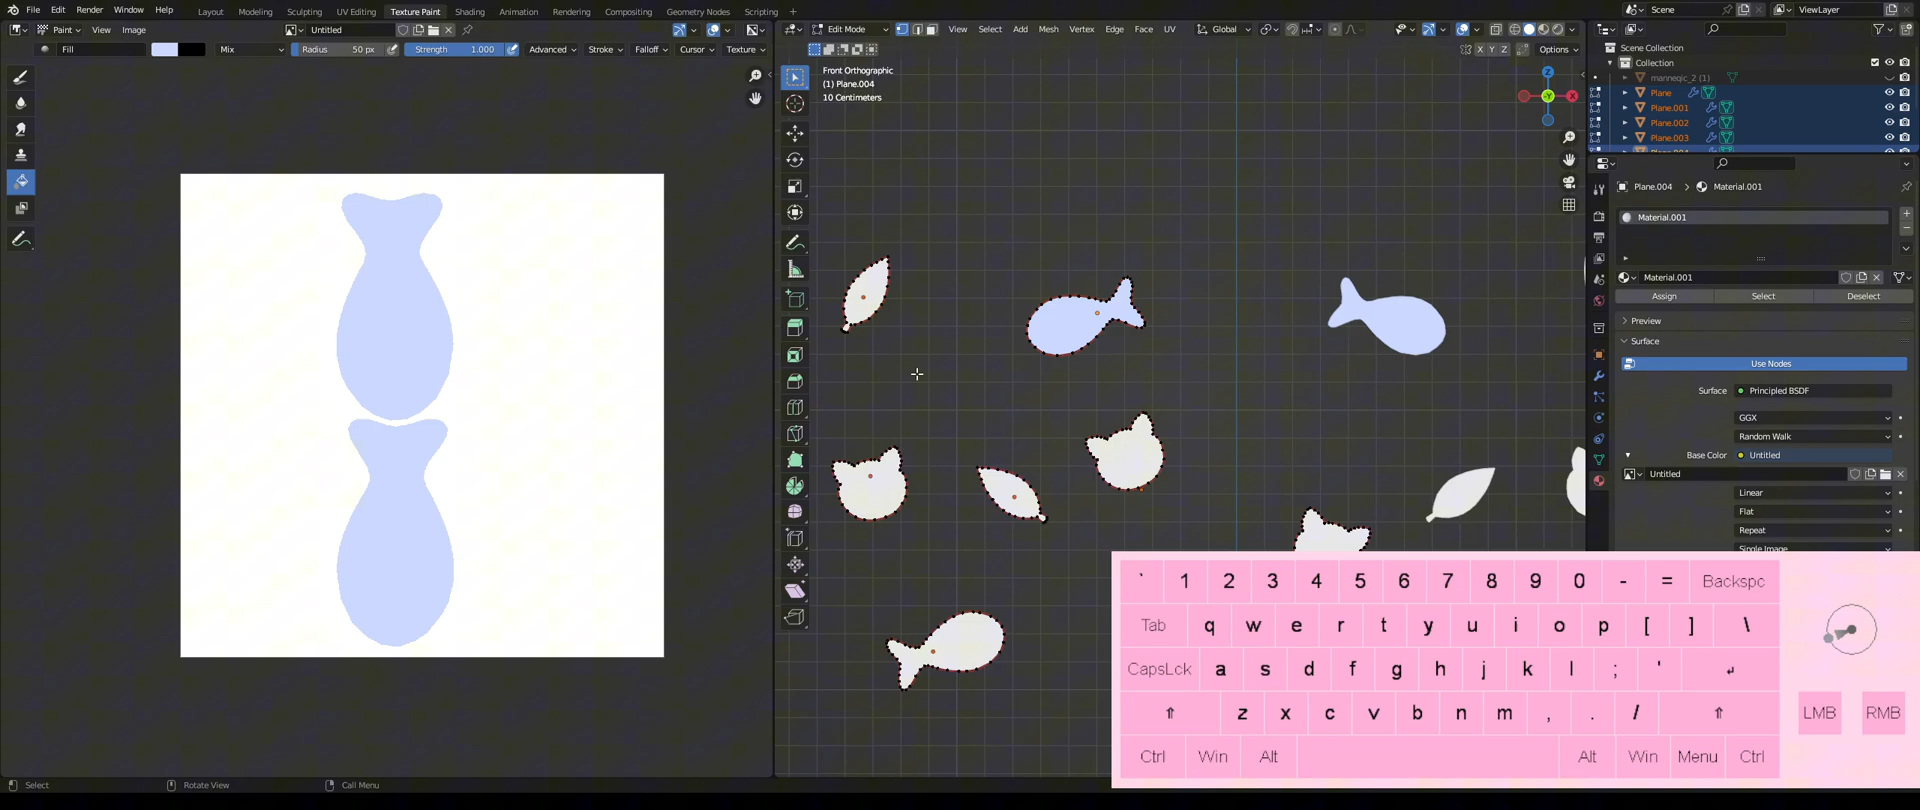 File Edit Render Window Help
Layout Modeling Sculpting UV Editing Texture Paint Shading Animation Rendering Compositing Geometry Nodes Scripting +
Scene
ViewLayer
Paint View Image
Untitled
Fill
Mix
Radius 50 px
Strength 1.000
Advanced
Stroke
Falloff
Cursor
Texture
Edit Mode
View Select Add Mesh Vertex Edge Face UV
Global
X Y Z
Options
Front Orthographic
(1) Plane.004
10 Centimeters
Z
Y
X
Scene Collection
Collection
manneqic_2 (1)
Plane
Plane.001
Plane.002
Plane.003
Plane.004 > Material.001
Material.001
Material.001
Assign
Select
Deselect
Preview
Surface
Use Nodes
Surface
Principled BSDF
GGX
Random Walk
Base Color
Untitled
Untitled
Linear
Flat
Repeat
Single Image
` 1 2 3 4 5 6 7 8 9 0 - = Backspc
Tab q w e r t y u i o p [ ] \
CapsLck a s d f g h j k l ; ' ↵
⇧ z x c v b n m , . / ⇧
Ctrl Win Alt Alt Win Menu Ctrl
LMB RMB
Select
Rotate View
Call Menu